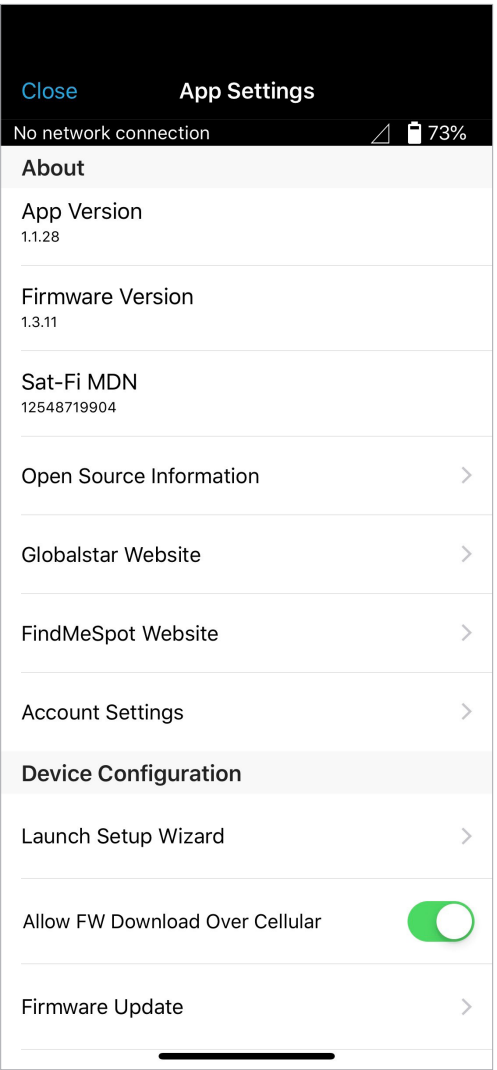 Close App Settings
No network connection 73%
About
App Version
1.1.28
Firmware Version
1.3.11
Sat-Fi MDN
12548719904
Open Source Information
Globalstar Website
FindMeSpot Website
Account Settings
Device Configuration
Launch Setup Wizard
Allow FW Download Over Cellular
Firmware Update